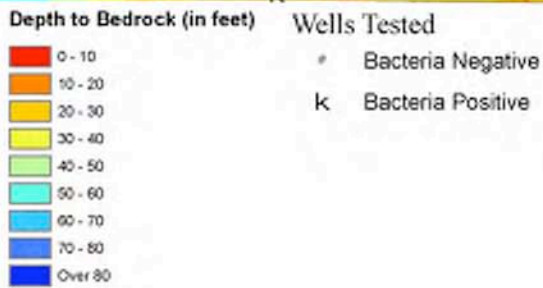 Depth to Bedrock (in feet)
0 - 10
10 - 20
20 - 30
30 - 40
40 - 50
50 - 60
60 - 70
70 - 80
Over 80
Wells Tested
Bacteria Negative
k Bacteria Positive